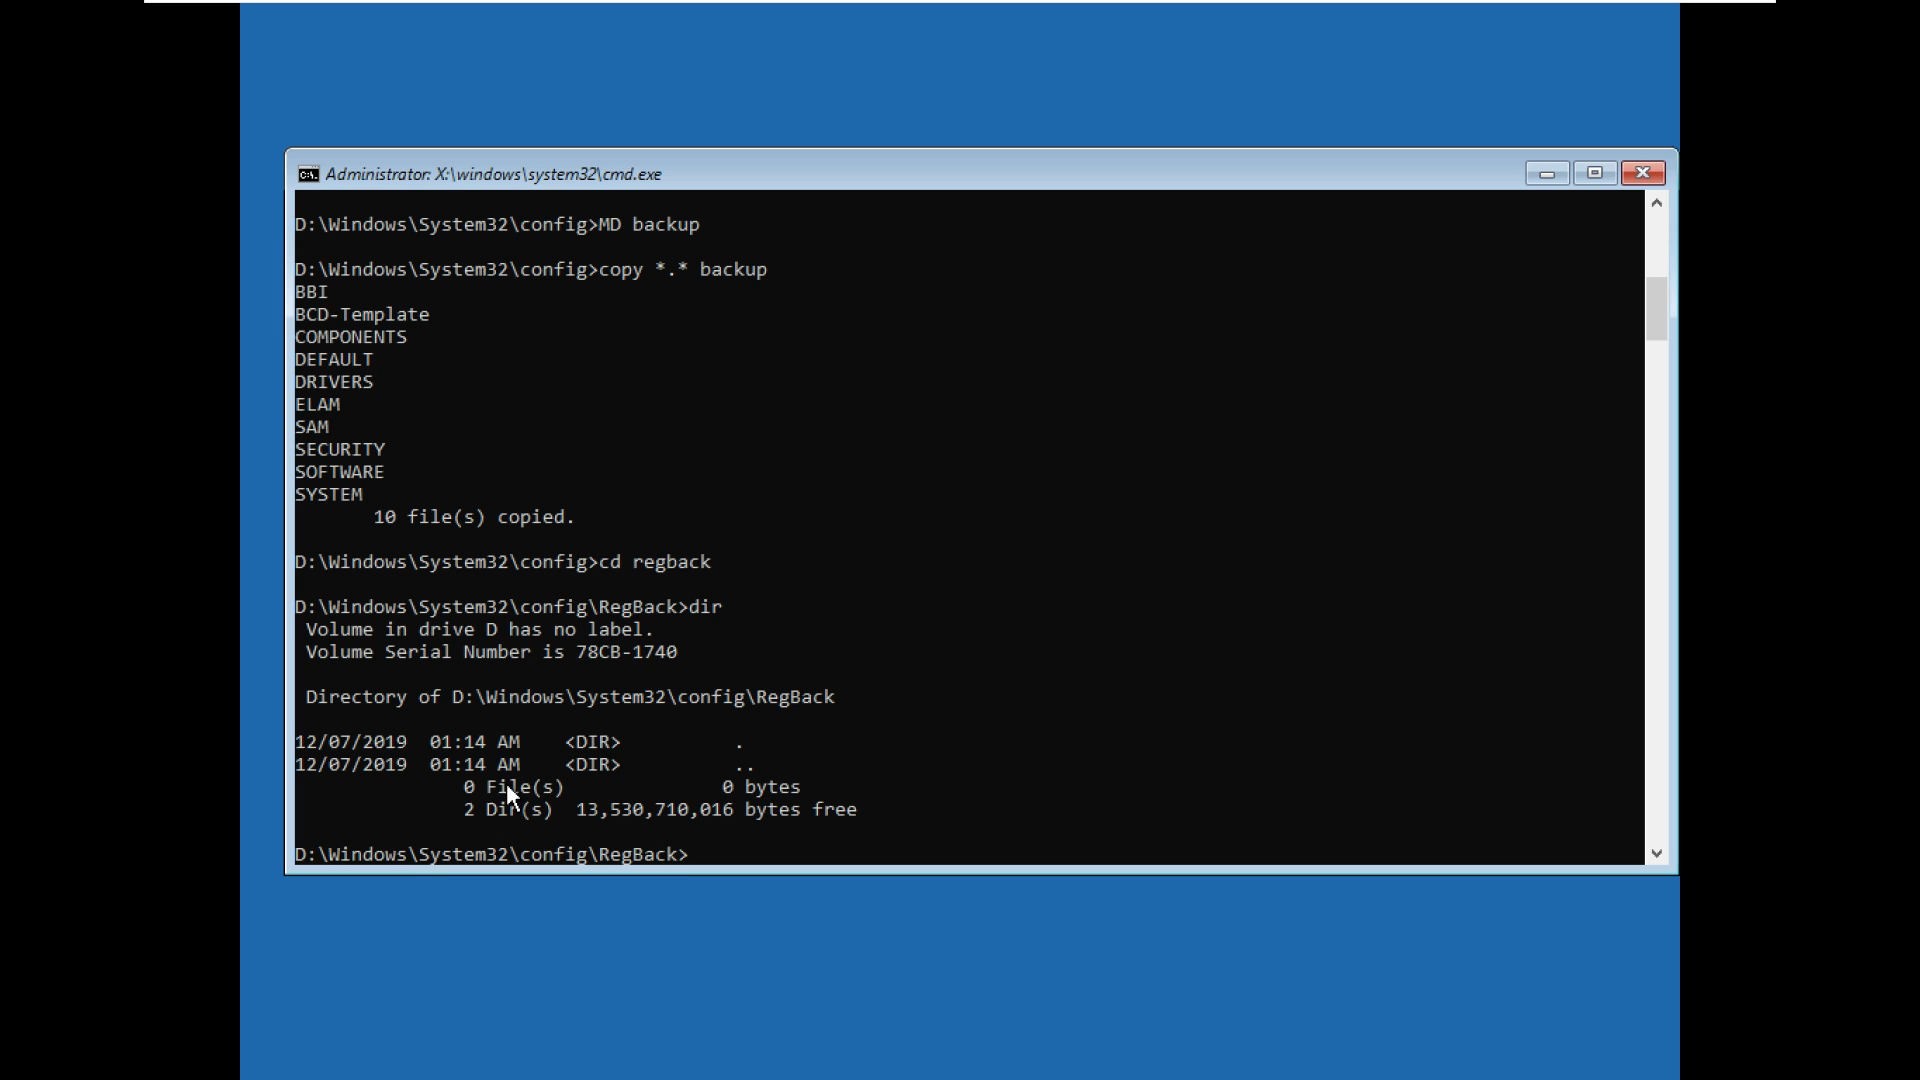 Administrator: X:\windows\system32\cmd.exe
D:\Windows\System32\config>MD backup
D:\Windows\System32\config>copy *.* backup
BBI
BCD-Template
COMPONENTS
DEFAULT
DRIVERS
ELAM
SAM
SECURITY
SOFTWARE
SYSTEM
10 file(s) copied.
D:\Windows\System32\config>cd regback
D:\Windows\System32\config\RegBack>dir
Volume in drive D has no label.
Volume Serial Number is 78CB-1740
Directory of D:\Windows\System32\config\RegBack
12/07/2019  01:14 AM    <DIR>          .
12/07/2019  01:14 AM    <DIR>          ..
0 File(s)              0 bytes
2 Dir(s)  13,530,710,016 bytes free
D:\Windows\System32\config\RegBack>